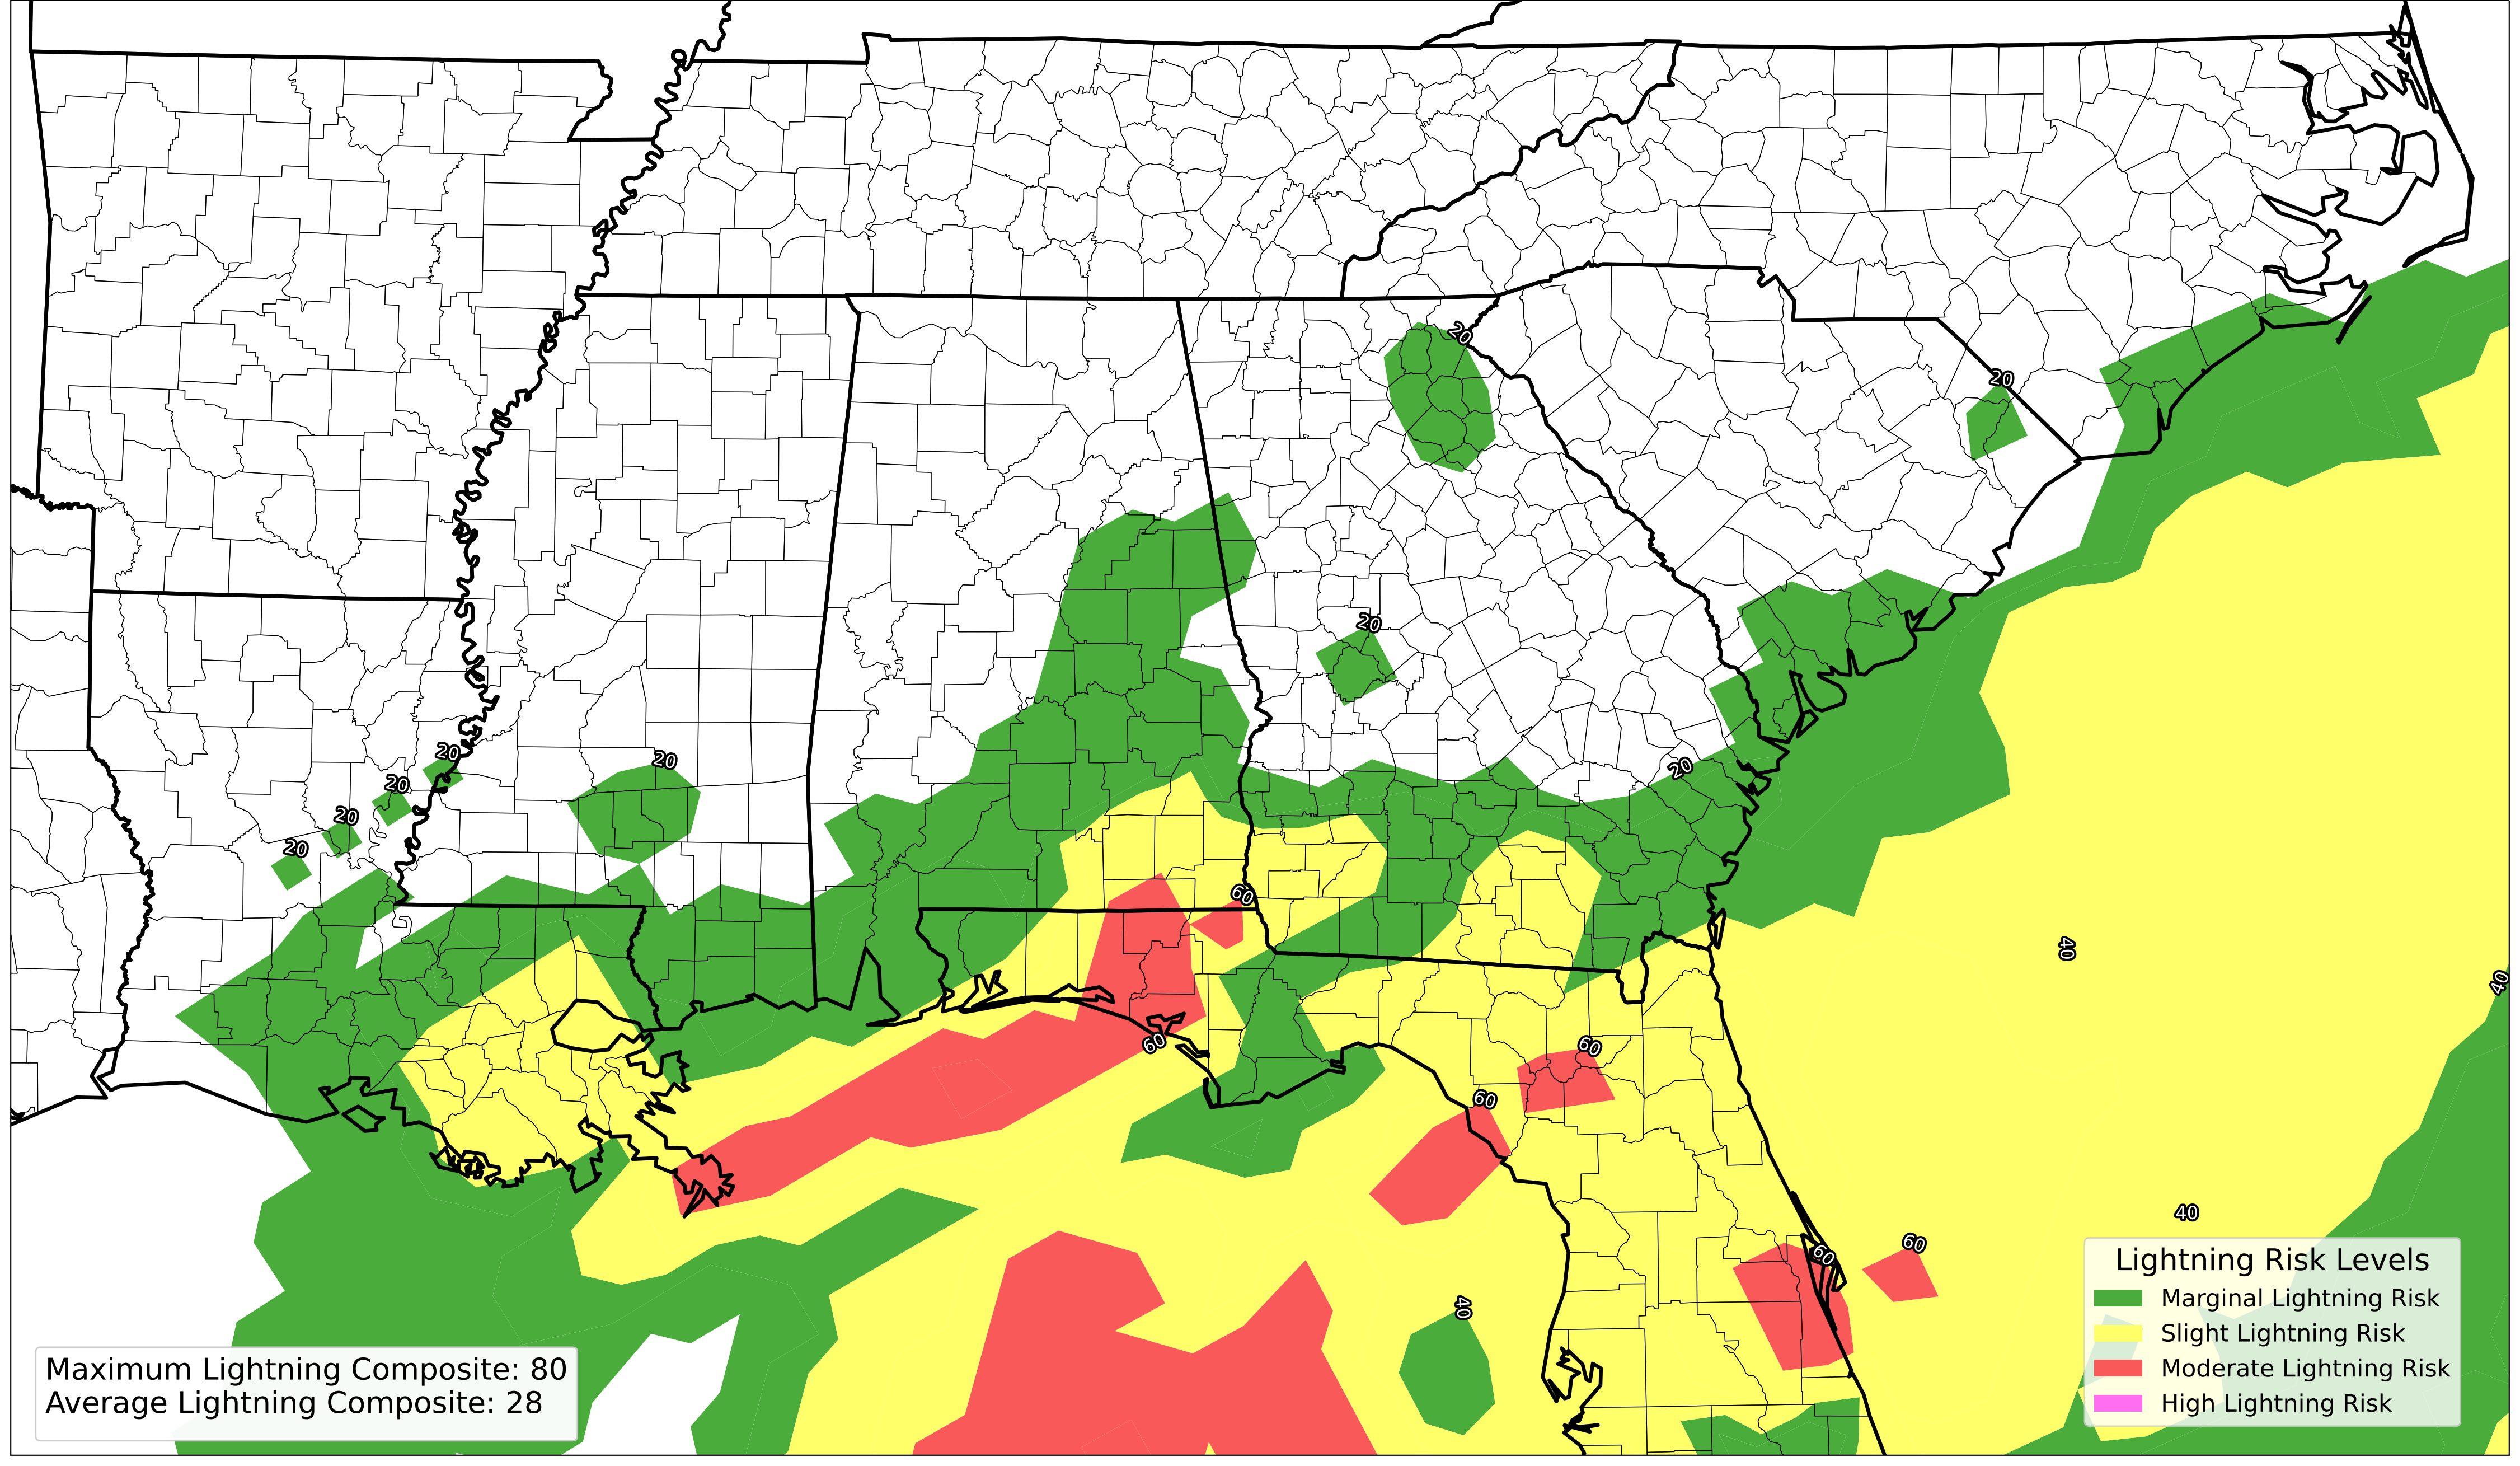 20
20
20
20
20
20
20
20
20
60
40
40
60
60
60
40
60
60
40
Lightning Risk Levels
Marginal Lightning Risk
Slight Lightning Risk
Moderate Lightning Risk
High Lightning Risk
Maximum Lightning Composite: 80
Average Lightning Composite: 28